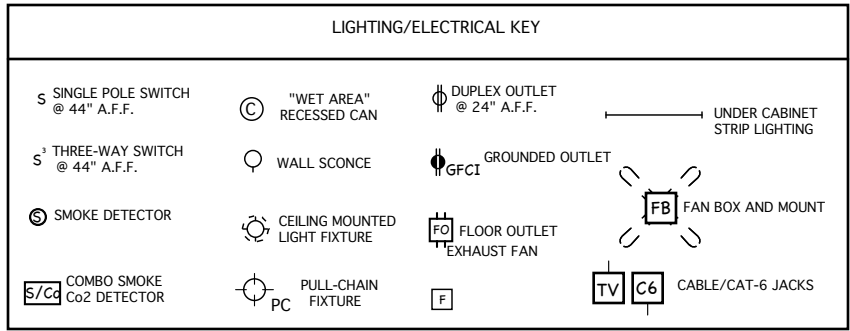 LIGHTING/ELECTRICAL KEY
S SINGLE POLE SWITCH
@ 44" A.F.F.
S³ THREE-WAY SWITCH
@ 44" A.F.F.
S SMOKE DETECTOR
S/Co COMBO SMOKE
Co2 DETECTOR
C "WET AREA"
RECESSED CAN
WALL SCONCE
CEILING MOUNTED
LIGHT FIXTURE
PC PULL-CHAIN
FIXTURE
DUPLEX OUTLET
@ 24" A.F.F.
GFCI GROUNDED OUTLET
FO FLOOR OUTLET
EXHAUST FAN
F
UNDER CABINET
STRIP LIGHTING
FB FAN BOX AND MOUNT
TV C6 CABLE/CAT-6 JACKS